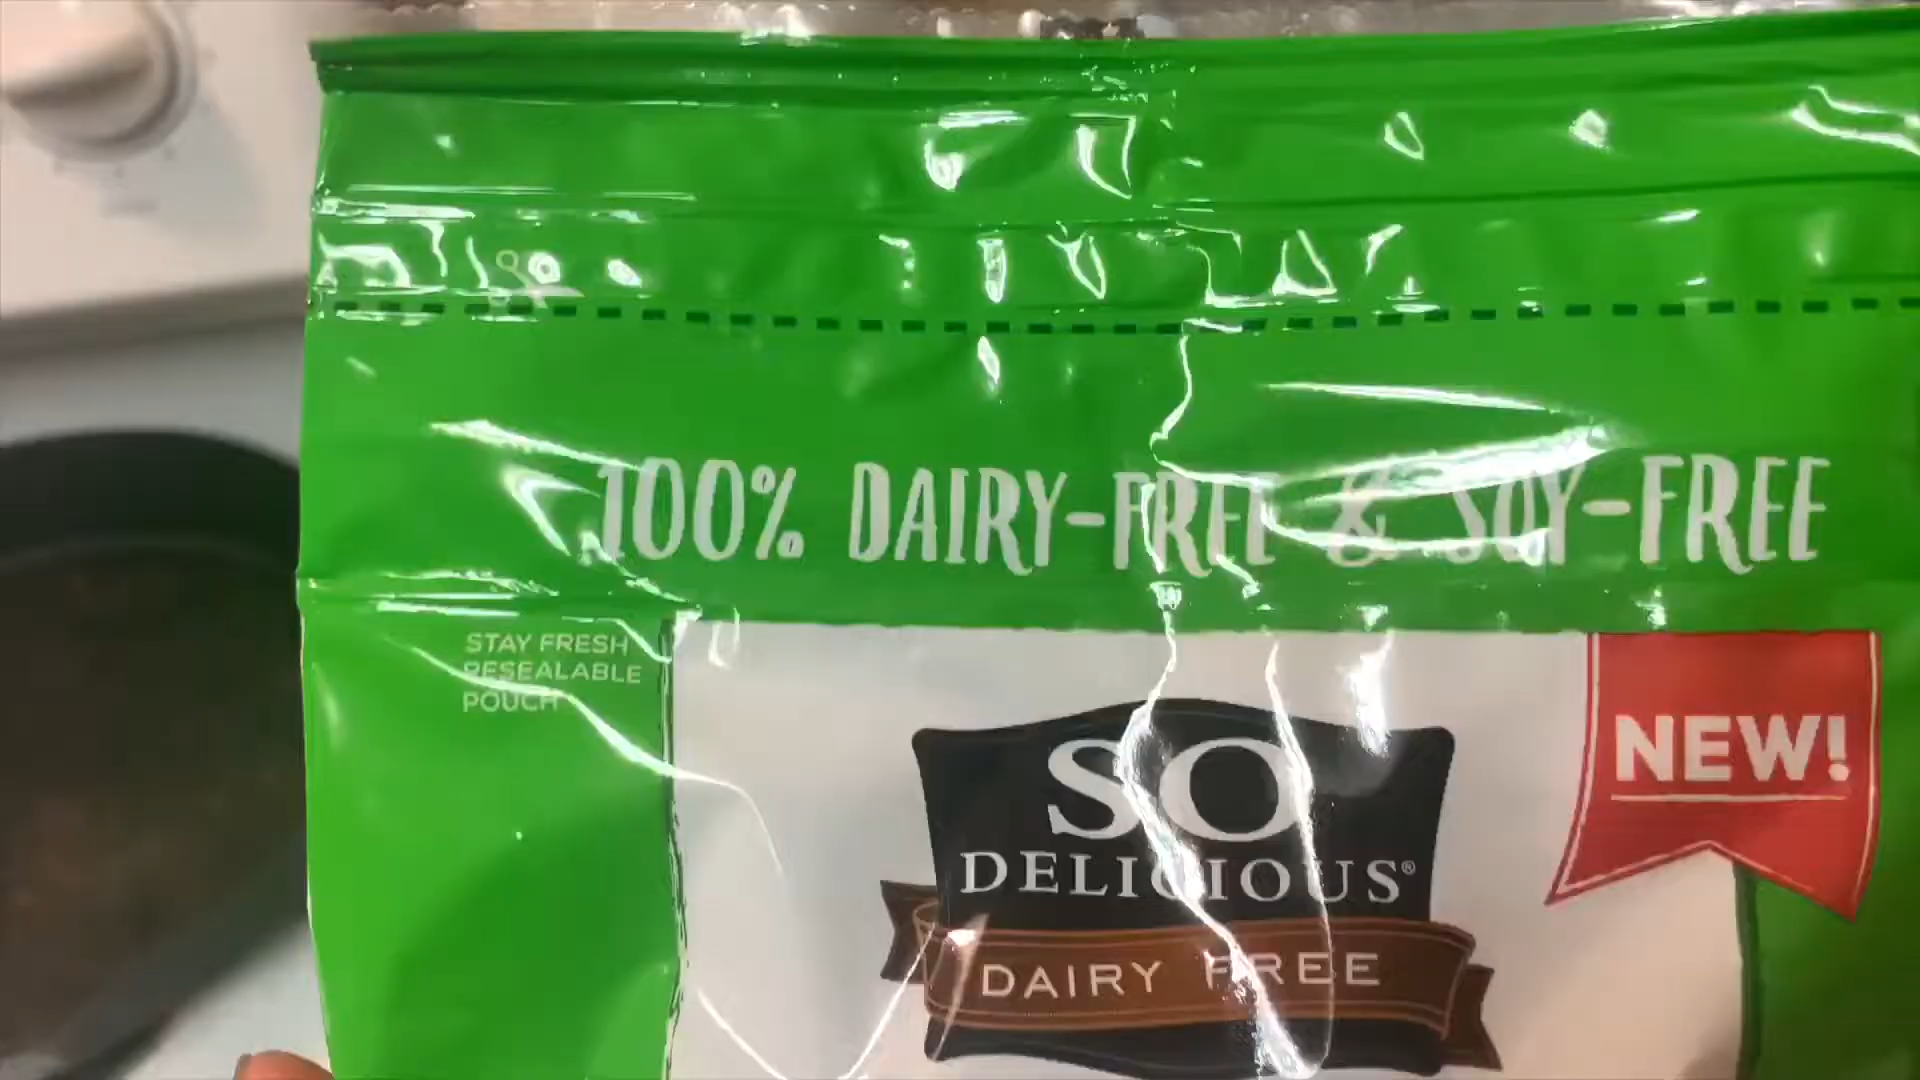 100% DAIRY-FREE & SOY-FREE
STAY FRESH
RESEALABLE
POUCH
NEW!
SO
DELICIOUS®
DAIRY FREE